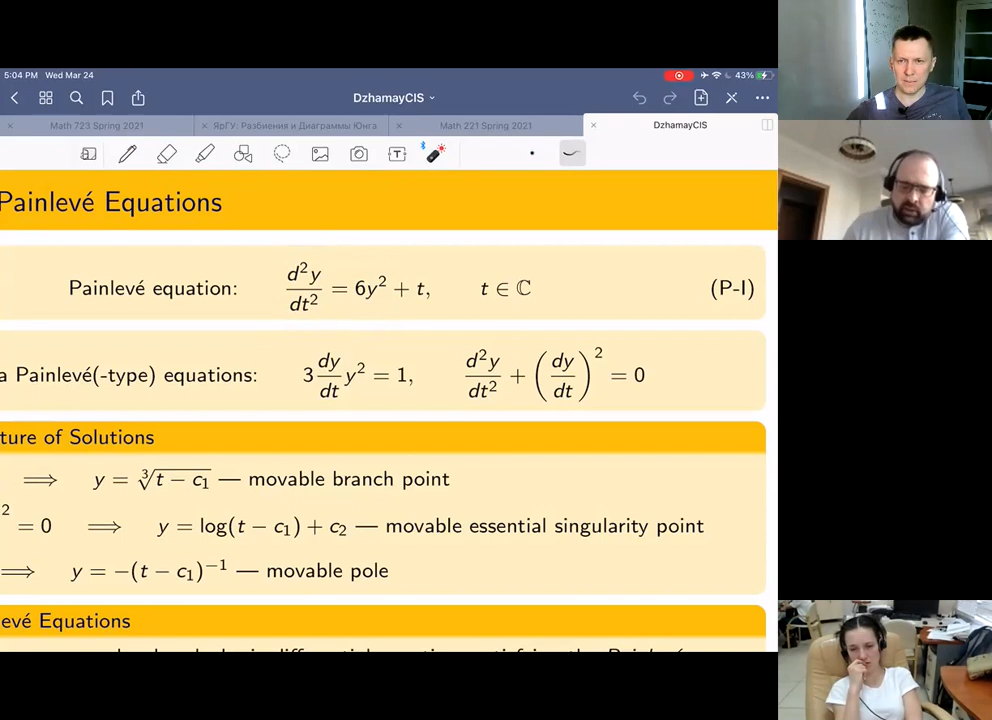 5:04 PM Wed Mar 24
43%
DzhamayCIS
Math 723 Spring 2021
ЯрГУ: Разбиения и Диаграммы Юнга
Math 221 Spring 2021
DzhamayCIS
Painlevé Equations
Painlevé equation: d²y/dt² = 6y² + t, t ∈ ℂ (P-I)
a Painlevé(-type) equations: 3 dy/dt y² = 1, d²y/dt² + (dy/dt)² = 0
ture of Solutions
⟹ y = ∛(t − c₁) — movable branch point
² = 0 ⟹ y = log(t − c₁) + c₂ — movable essential singularity point
⟹ y = −(t − c₁)⁻¹ — movable pole
evé Equations